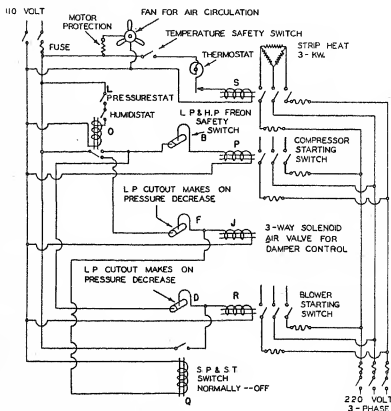 110 VOLT
MOTOR
PROTECTION
FAN FOR AIR CIRCULATION
FUSE
TEMPERATURE SAFETY SWITCH
THERMOSTAT
STRIP HEAT
3-KW.
S
L
PRESSURESTAT
HUMIDISTAT
O
L P & H.P FREON
SAFETY
SWITCH
B
P
COMPRESSOR
STARTING
SWITCH
L P CUTOUT MAKES ON
PRESSURE DECREASE
F
J
3-WAY SOLENOID
AIR VALVE FOR
DAMPER CONTROL
L P CUTOUT MAKES ON
PRESSURE DECREASE
D
R
BLOWER
STARTING
SWITCH
S.P & S.T
SWITCH
NORMALLY--OFF
Q
220 VOLT
3-PHASE